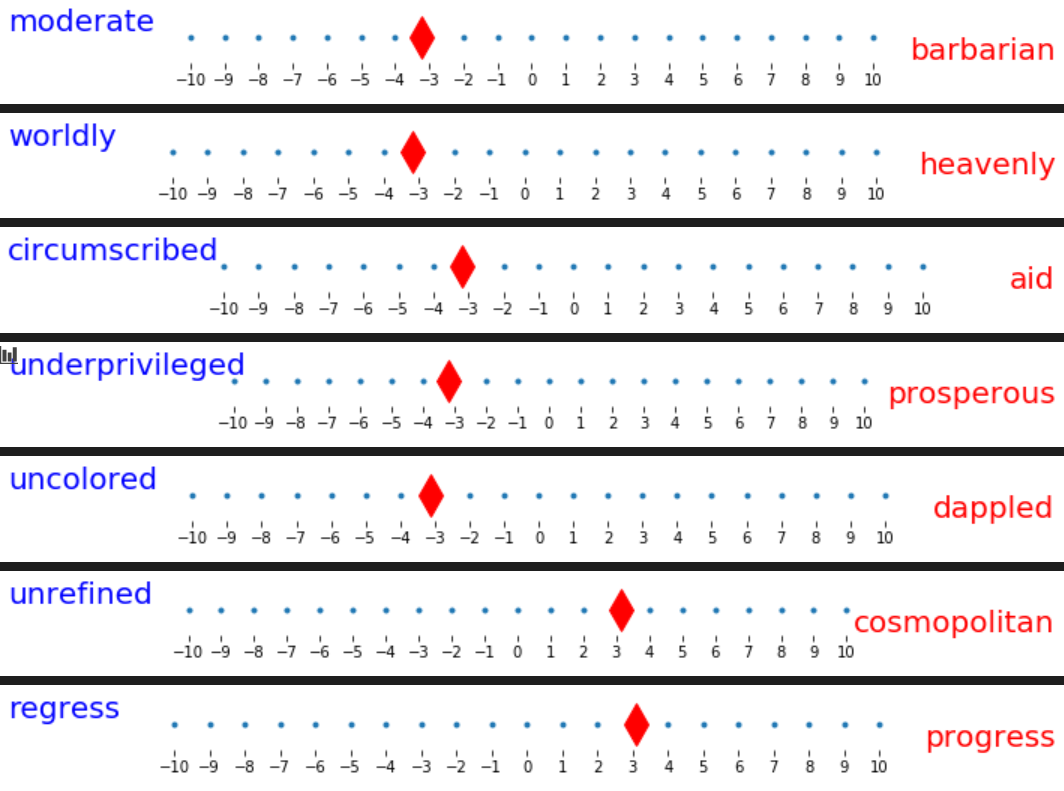 moderate
barbarian
−10 −9 −8 −7 −6 −5 −4 −3 −2 −1 0 1 2 3 4 5 6 7 8 9 10
worldly
heavenly
−10 −9 −8 −7 −6 −5 −4 −3 −2 −1 0 1 2 3 4 5 6 7 8 9 10
circumscribed
aid
−10 −9 −8 −7 −6 −5 −4 −3 −2 −1 0 1 2 3 4 5 6 7 8 9 10
underprivileged
prosperous
−10 −9 −8 −7 −6 −5 −4 −3 −2 −1 0 1 2 3 4 5 6 7 8 9 10
uncolored
dappled
−10 −9 −8 −7 −6 −5 −4 −3 −2 −1 0 1 2 3 4 5 6 7 8 9 10
unrefined
cosmopolitan
−10 −9 −8 −7 −6 −5 −4 −3 −2 −1 0 1 2 3 4 5 6 7 8 9 10
regress
progress
−10 −9 −8 −7 −6 −5 −4 −3 −2 −1 0 1 2 3 4 5 6 7 8 9 10